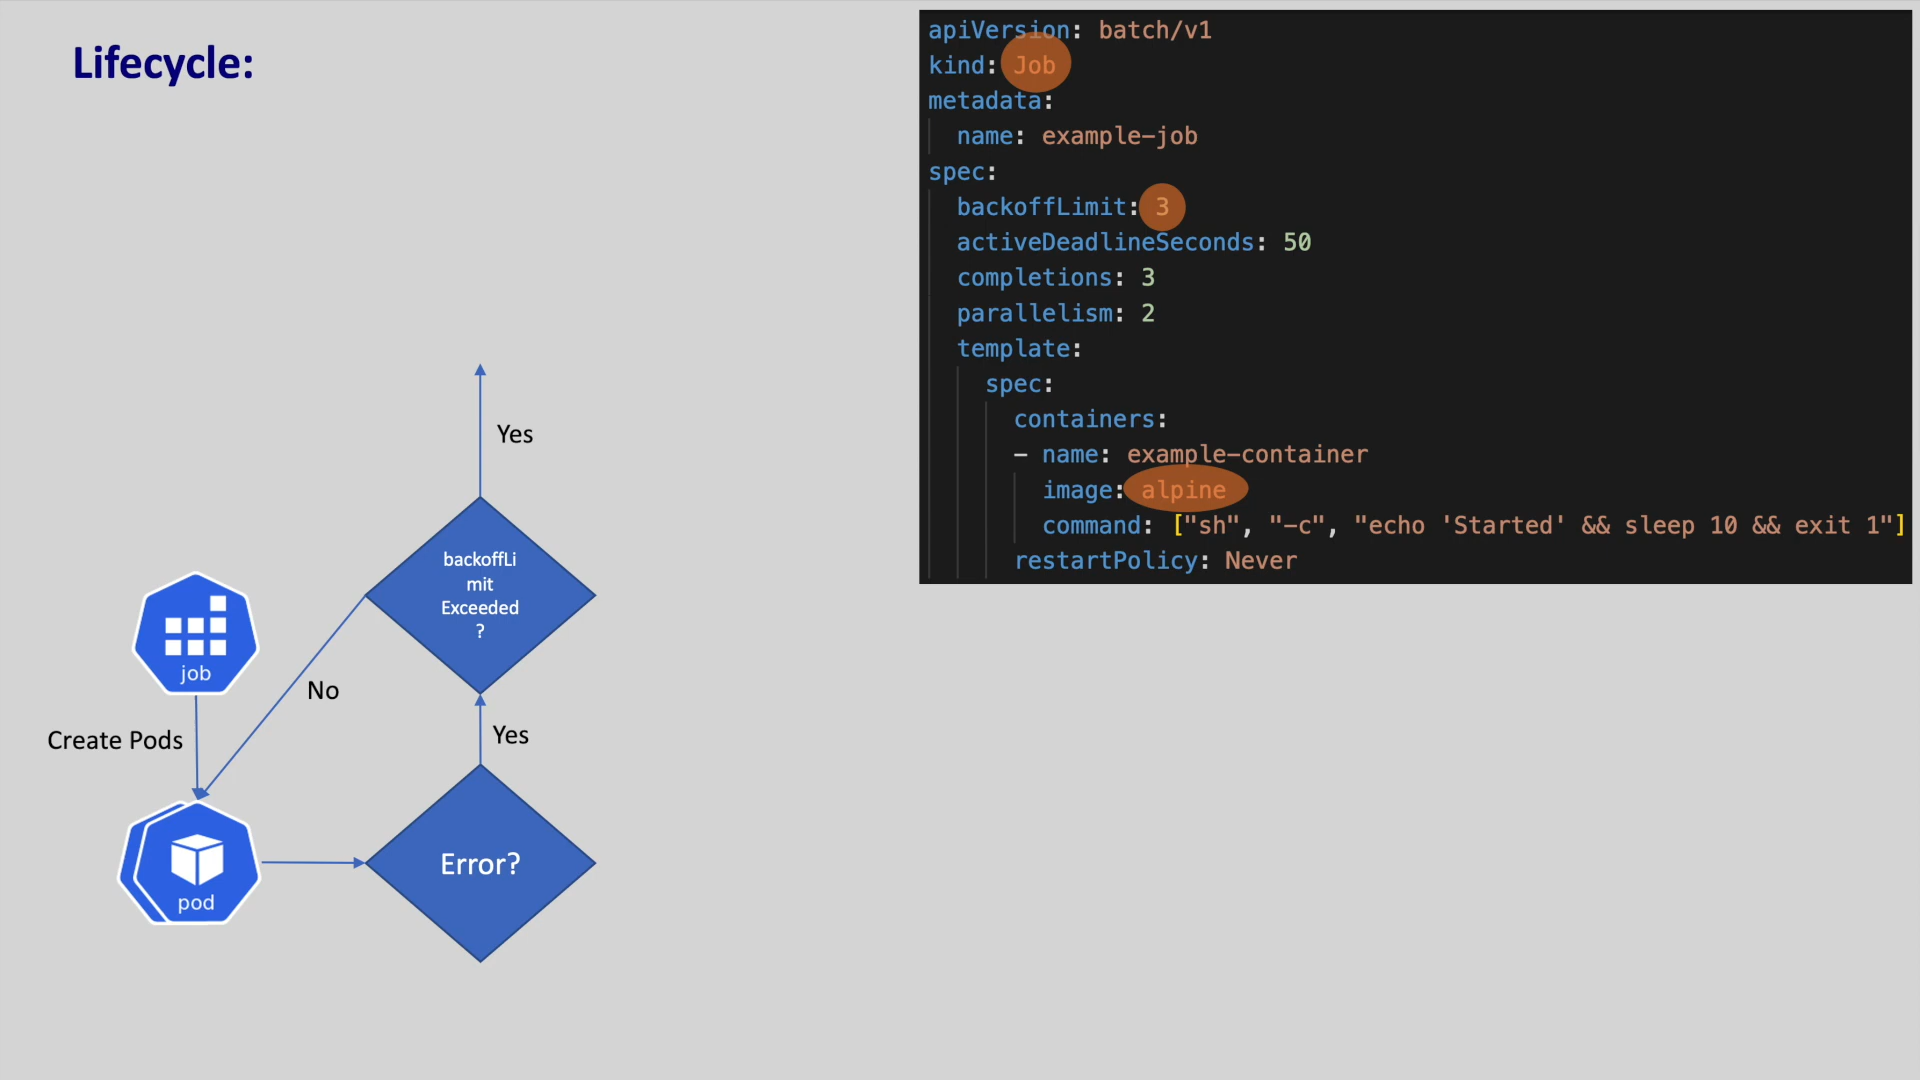 Lifecycle:
apiVersion: batch/v1
kind: Job
metadata:
name: example-job
spec:
backoffLimit: 3
activeDeadlineSeconds: 50
completions: 3
parallelism: 2
template:
spec:
containers:
- name: example-container
image: alpine
command: ["sh", "-c", "echo 'Started' && sleep 10 && exit 1"]
restartPolicy: Never
Yes
backoffLi
mit
Exceeded
?
job
No
Create Pods
Yes
Error?
pod